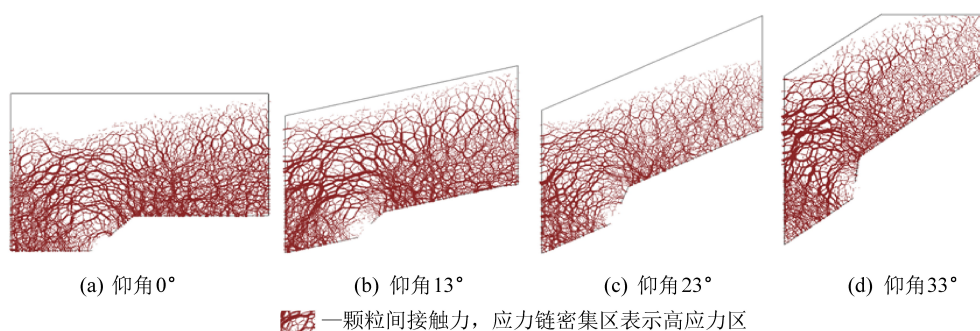 (a) 仰角0°
(b) 仰角13°
(c) 仰角23°
(d) 仰角33°
—颗粒间接触力，应力链密集区表示高应力区